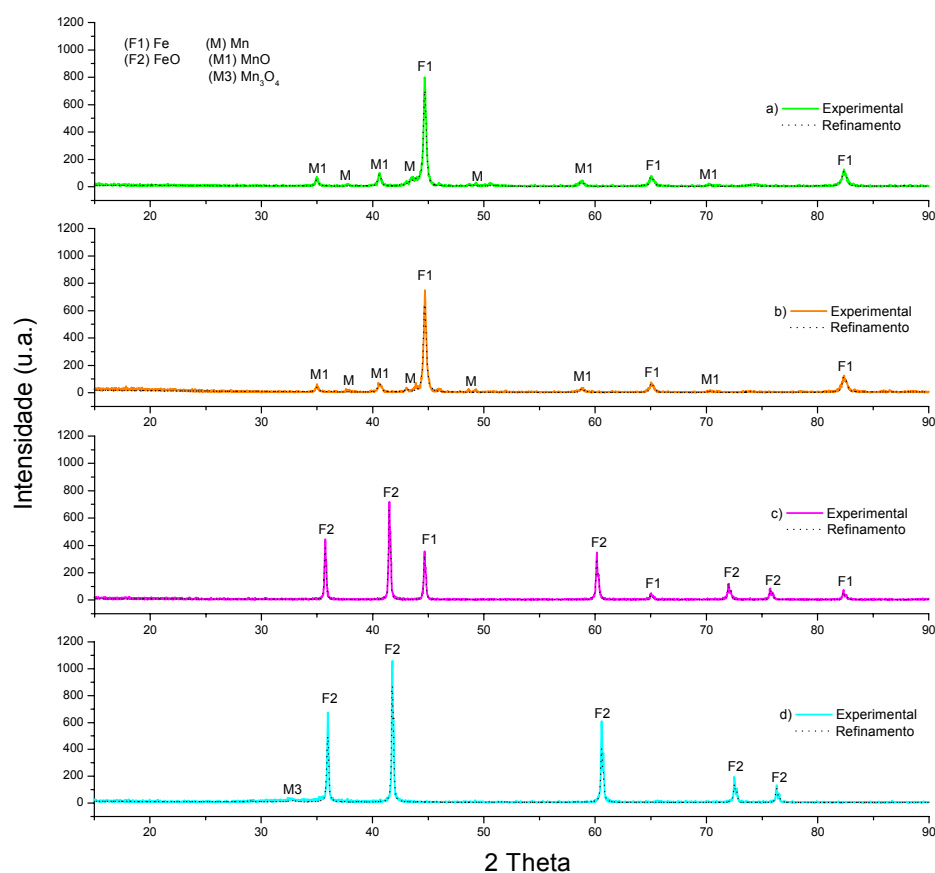 Intensidade (u.a.)
1200
1000
800
600
400
200
0
(F1) Fe (M) Mn
(F2) FeO (M1) MnO
(M3) Mn₃O₄
F1
a) Experimental
Refinamento
M1 M M1 M M M1 F1 M1 F1
20 30 40 50 60 70 80 90
1200
1000
800
600
400
200
0
F1
b) Experimental
Refinamento
M1 M M1 M M M1 F1 M1 F1
20 30 40 50 60 70 80 90
1200
1000
800
600
400
200
0
F2 F2 F1 F2 F1 F2 F2 F1
c) Experimental
Refinamento
20 30 40 50 60 70 80 90
1200
1000
800
600
400
200
0
M3 F2 F2 F2 F2 F2
d) Experimental
Refinamento
20 30 40 50 60 70 80 90
2 Theta